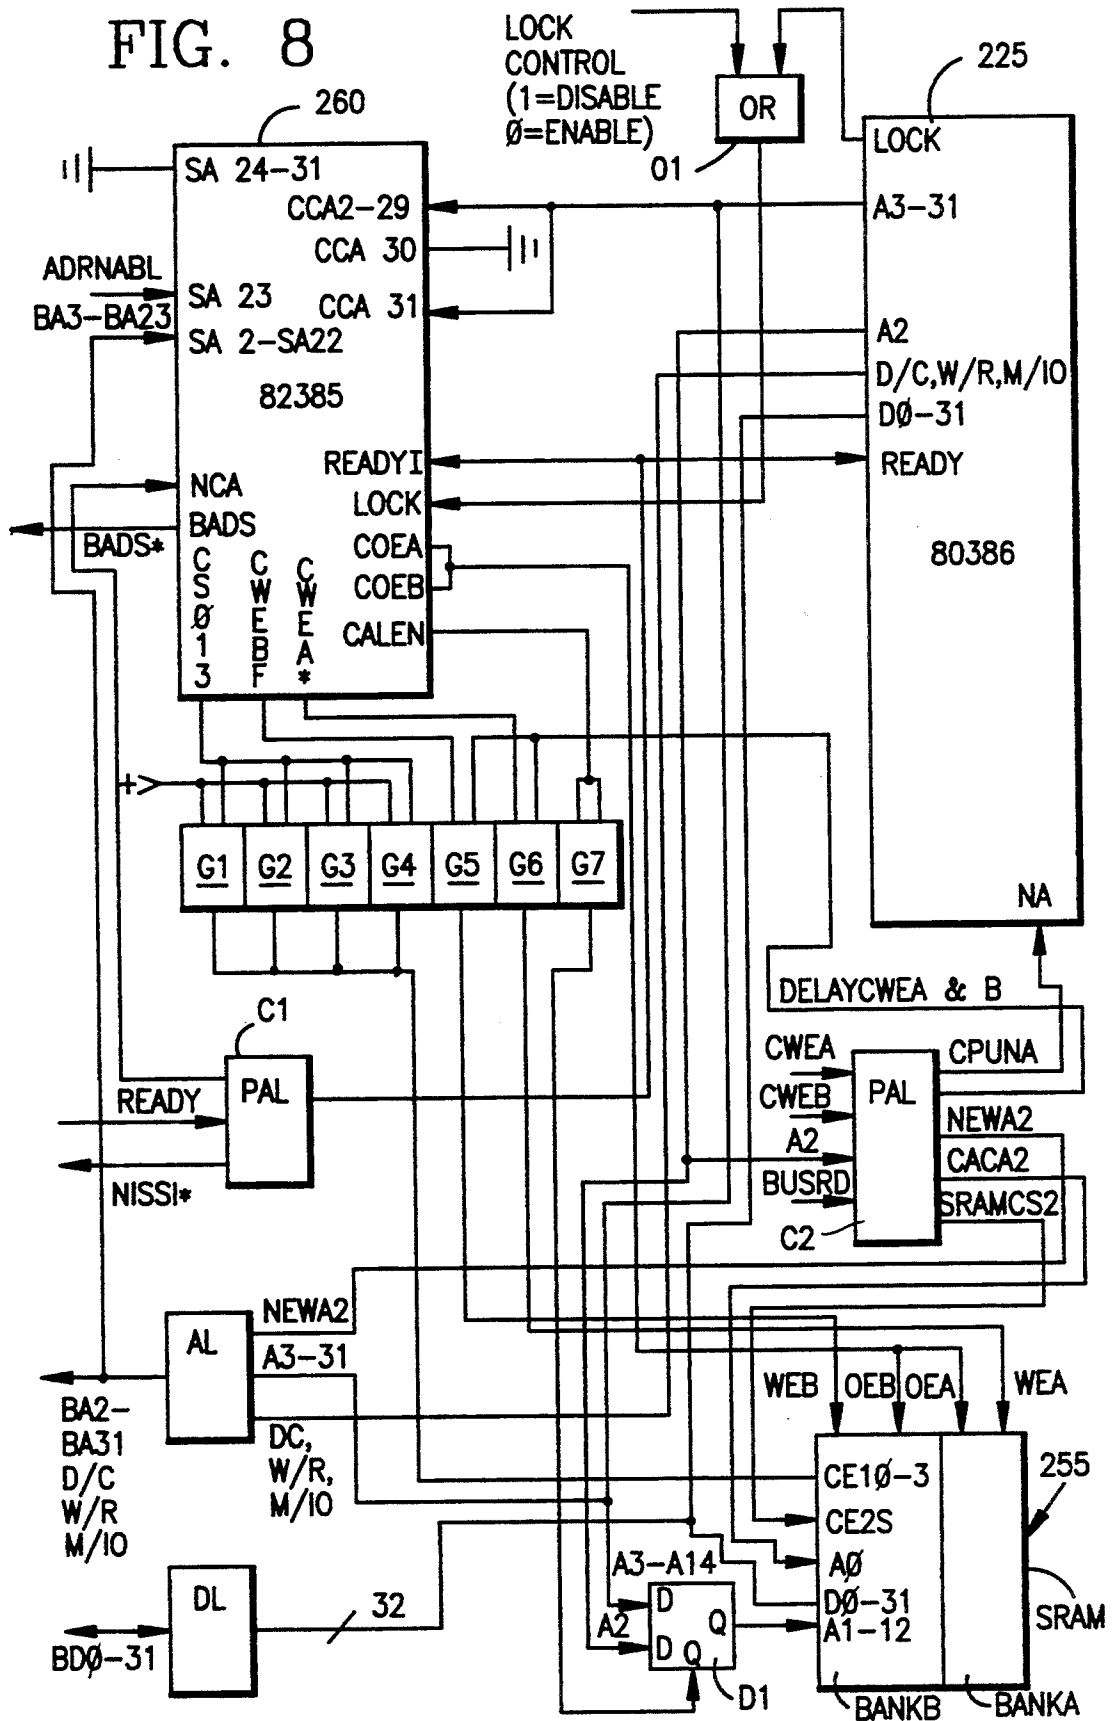 FIG. 8
LOCK
CONTROL
(1=DISABLE
Ø=ENABLE)
OR
O1
225
260
SA 24-31
CCA2-29
CCA 30
CCA 31
ADRNABL
SA 23
BA3-BA23
SA 2-SA22
82385
READYI
NCA
LOCK
BADS
BADS*
COEA
COEB
CALEN
CSØ13
CWEBF
CWEA*
LOCK
A3-31
A2
D/C,W/R,M/IO
DØ-31
READY
80386
NA
+
G1 G2 G3 G4 G5 G6 G7
DELAYCWEA & B
C1
PAL
READY
NISSI*
CWEA
CWEB
A2
BUSRD
PAL
C2
CPUNA
NEWA2
CACA2
SRAMCS2
AL
NEWA2
A3-31
DC,
W/R,
M/IO
BA2-
BA31
D/C
W/R
M/IO
WEB OEB OEA WEA
CE1Ø-3
CE2S
AØ
DØ-31
A1-12
255
SRAM
BANKB
BANKA
DL
BDØ-31
32
A3-A14
A2
D
D
Q
Q
D1